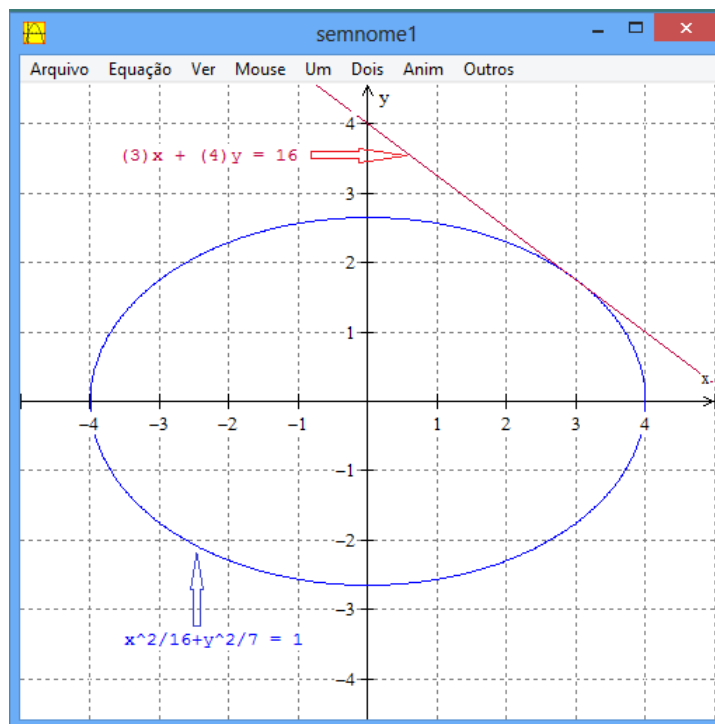 semnome1
Arquivo Equação Ver Mouse Um Dois Anim Outros
y
4
(3)x + (4)y = 16
3
2
1
x
−4 −3 −2 −1 1 2 3 4
−1
−2
−3
x^2/16+y^2/7 = 1
−4